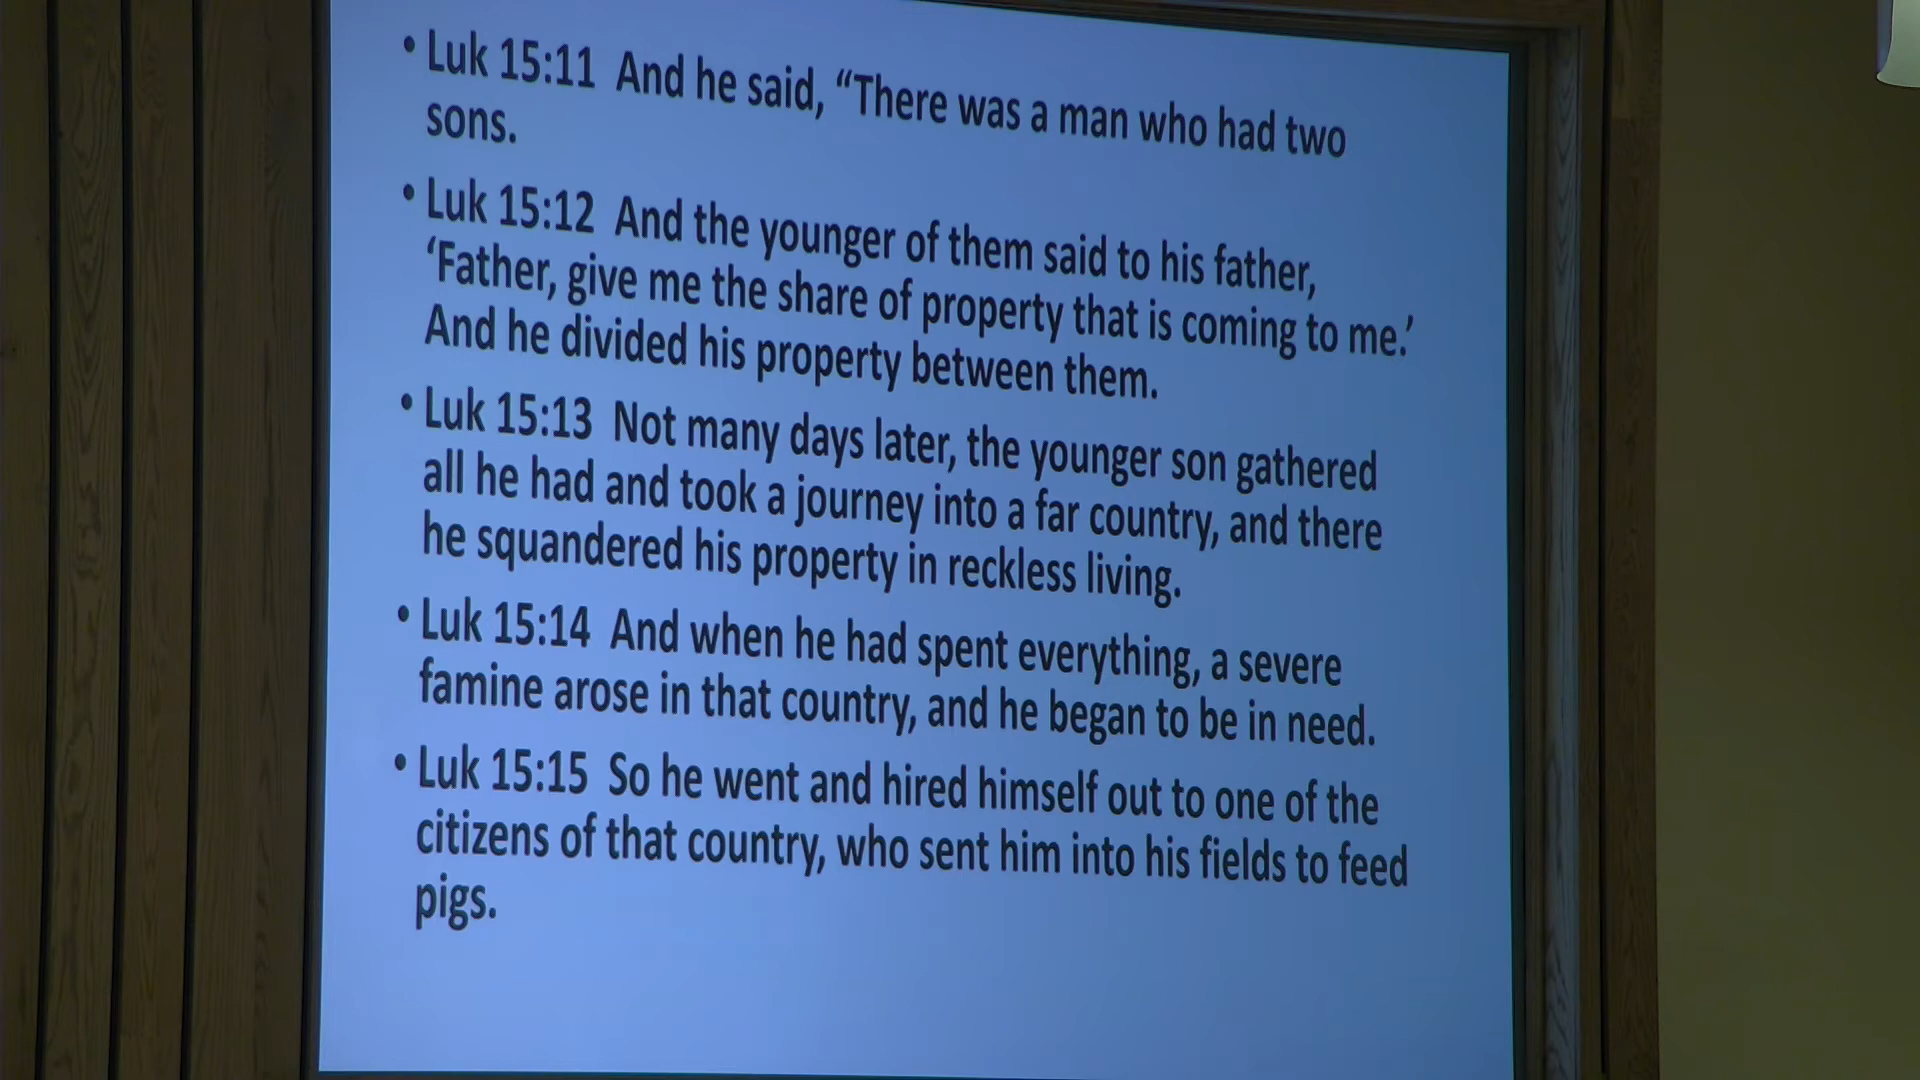 • Luk 15:11 And he said, “There was a man who had two
sons.
• Luk 15:12 And the younger of them said to his father,
‘Father, give me the share of property that is coming to me.’
And he divided his property between them.
• Luk 15:13 Not many days later, the younger son gathered
all he had and took a journey into a far country, and there
he squandered his property in reckless living.
• Luk 15:14 And when he had spent everything, a severe
famine arose in that country, and he began to be in need.
• Luk 15:15 So he went and hired himself out to one of the
citizens of that country, who sent him into his fields to feed
pigs.